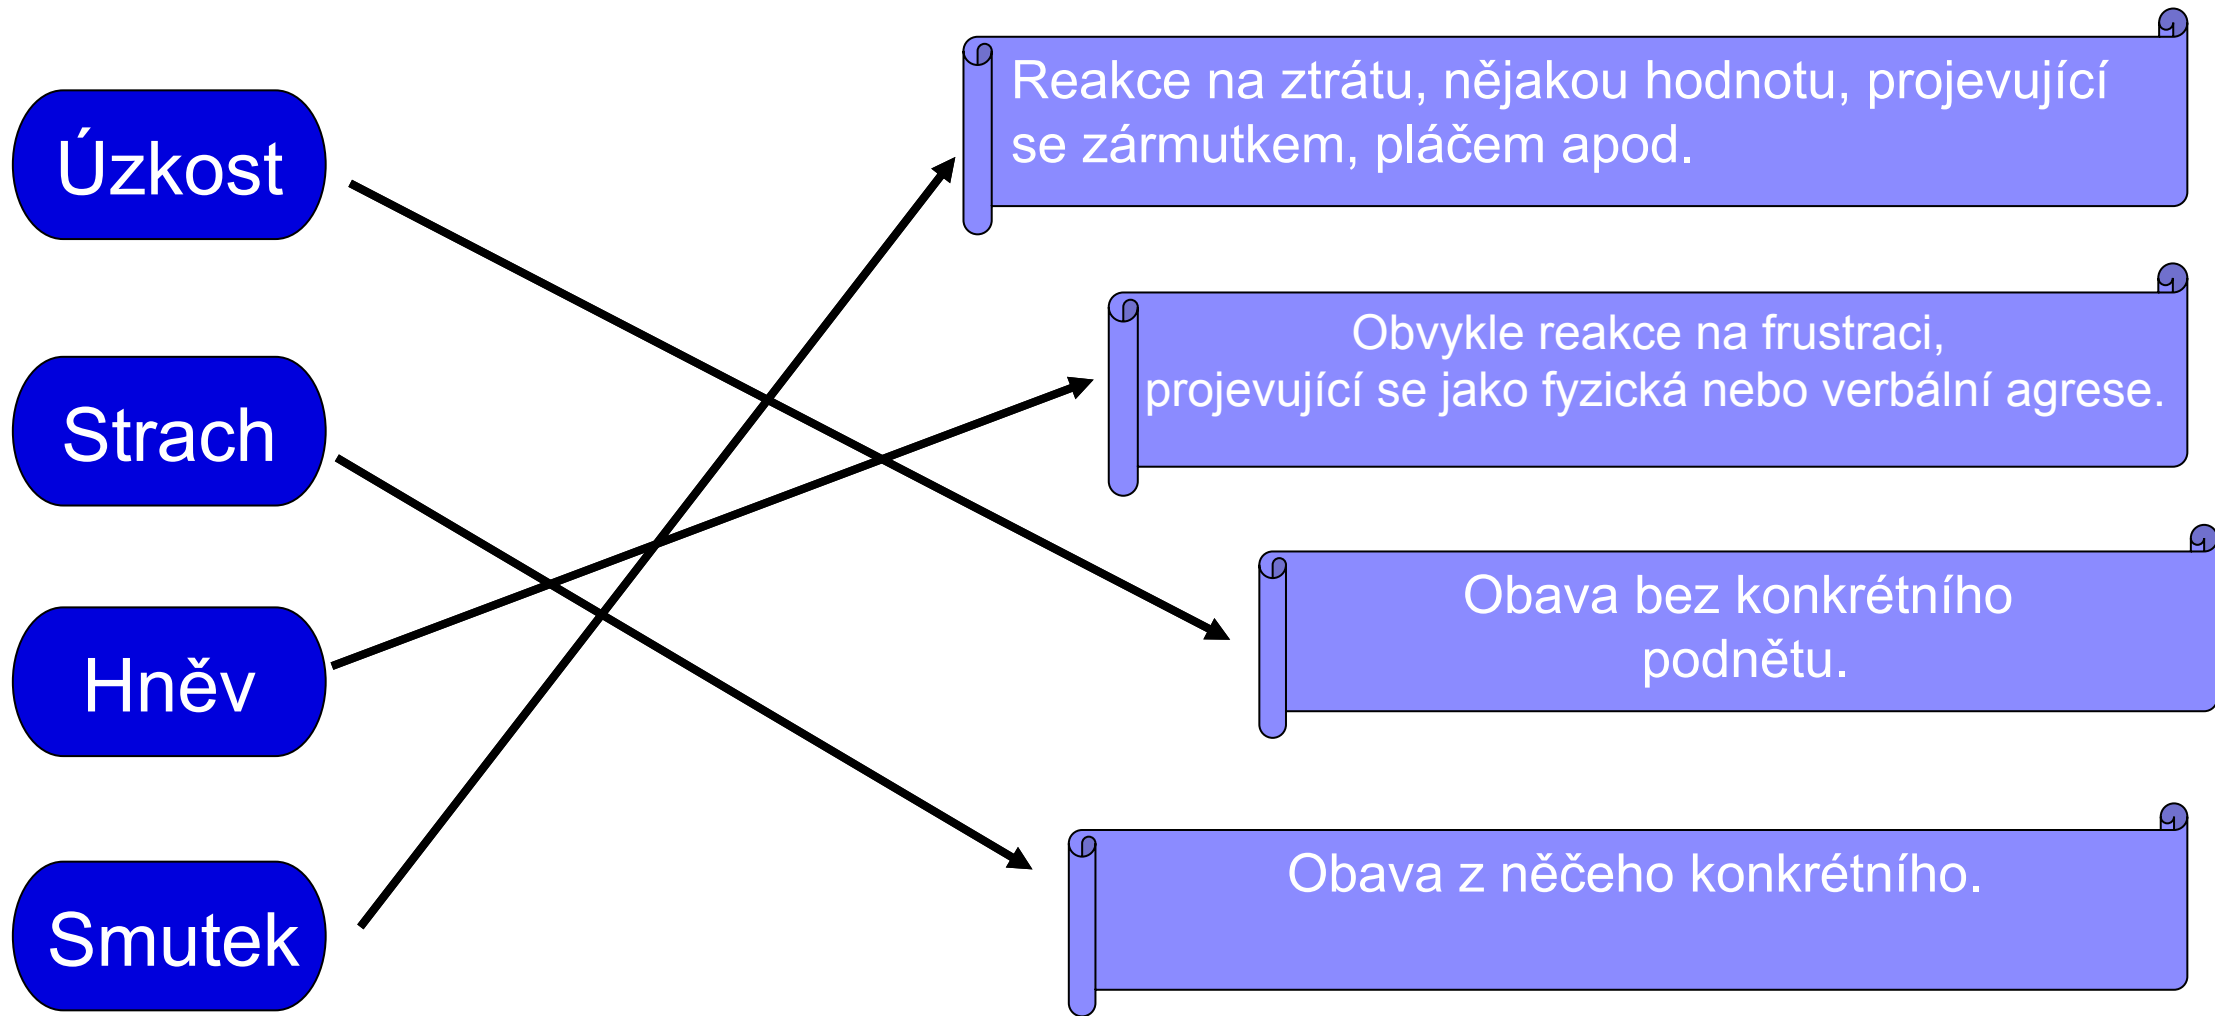 Úzkost
Strach
Hněv
Smutek
Reakce na ztrátu, nějakou hodnotu, projevující
se zármutkem, pláčem apod.
Obvykle reakce na frustraci,
projevující se jako fyzická nebo verbální agrese.
Obava bez konkrétního
podnětu.
Obava z něčeho konkrétního.